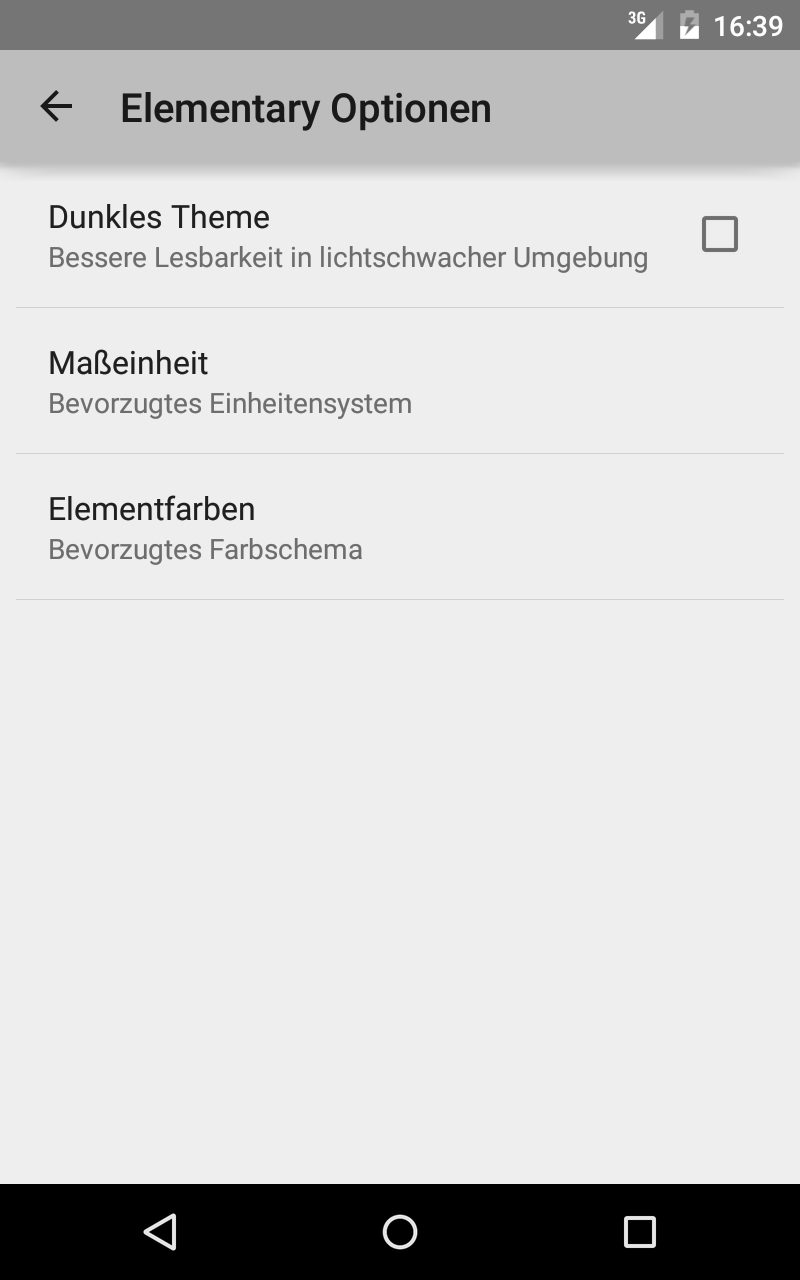 3G 16:39
Elementary Optionen
Dunkles Theme
Bessere Lesbarkeit in lichtschwacher Umgebung
Maßeinheit
Bevorzugtes Einheitensystem
Elementfarben
Bevorzugtes Farbschema